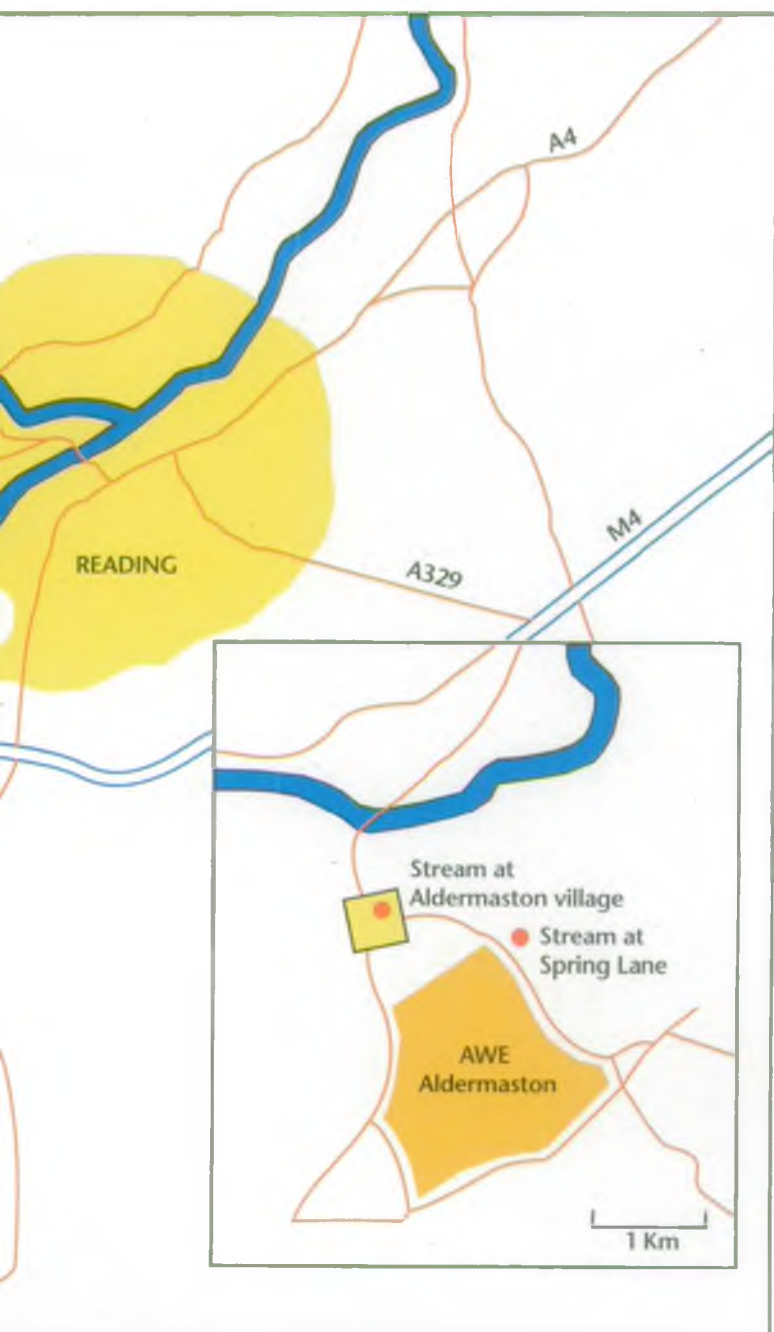 A4
M4
READING
A329
Stream at
Aldermaston village
Stream at
Spring Lane
AWE
Aldermaston
1 Km